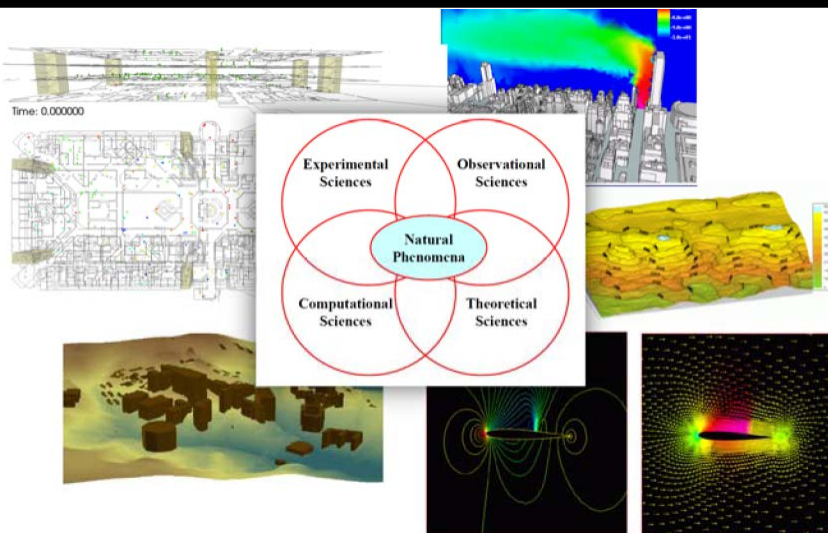 Time: 0.000000
Experimental
Sciences
Observational
Sciences
Natural
Phenomena
Computational
Sciences
Theoretical
Sciences